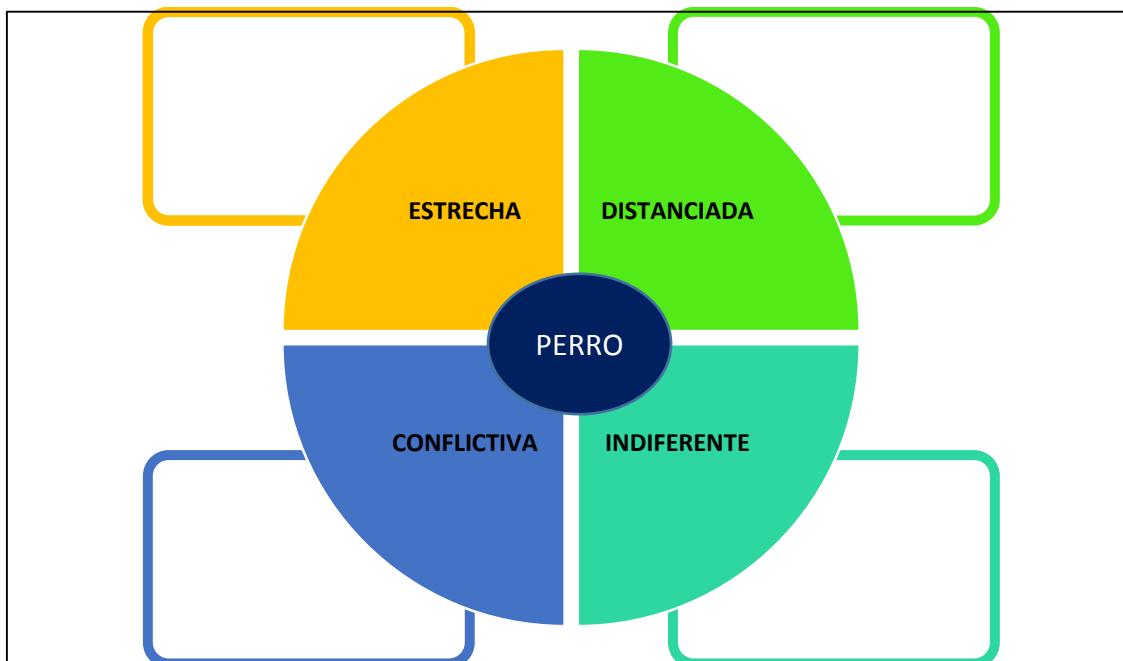 ESTRECHA
DISTANCIADA
PERRO
CONFLICTIVA
INDIFERENTE